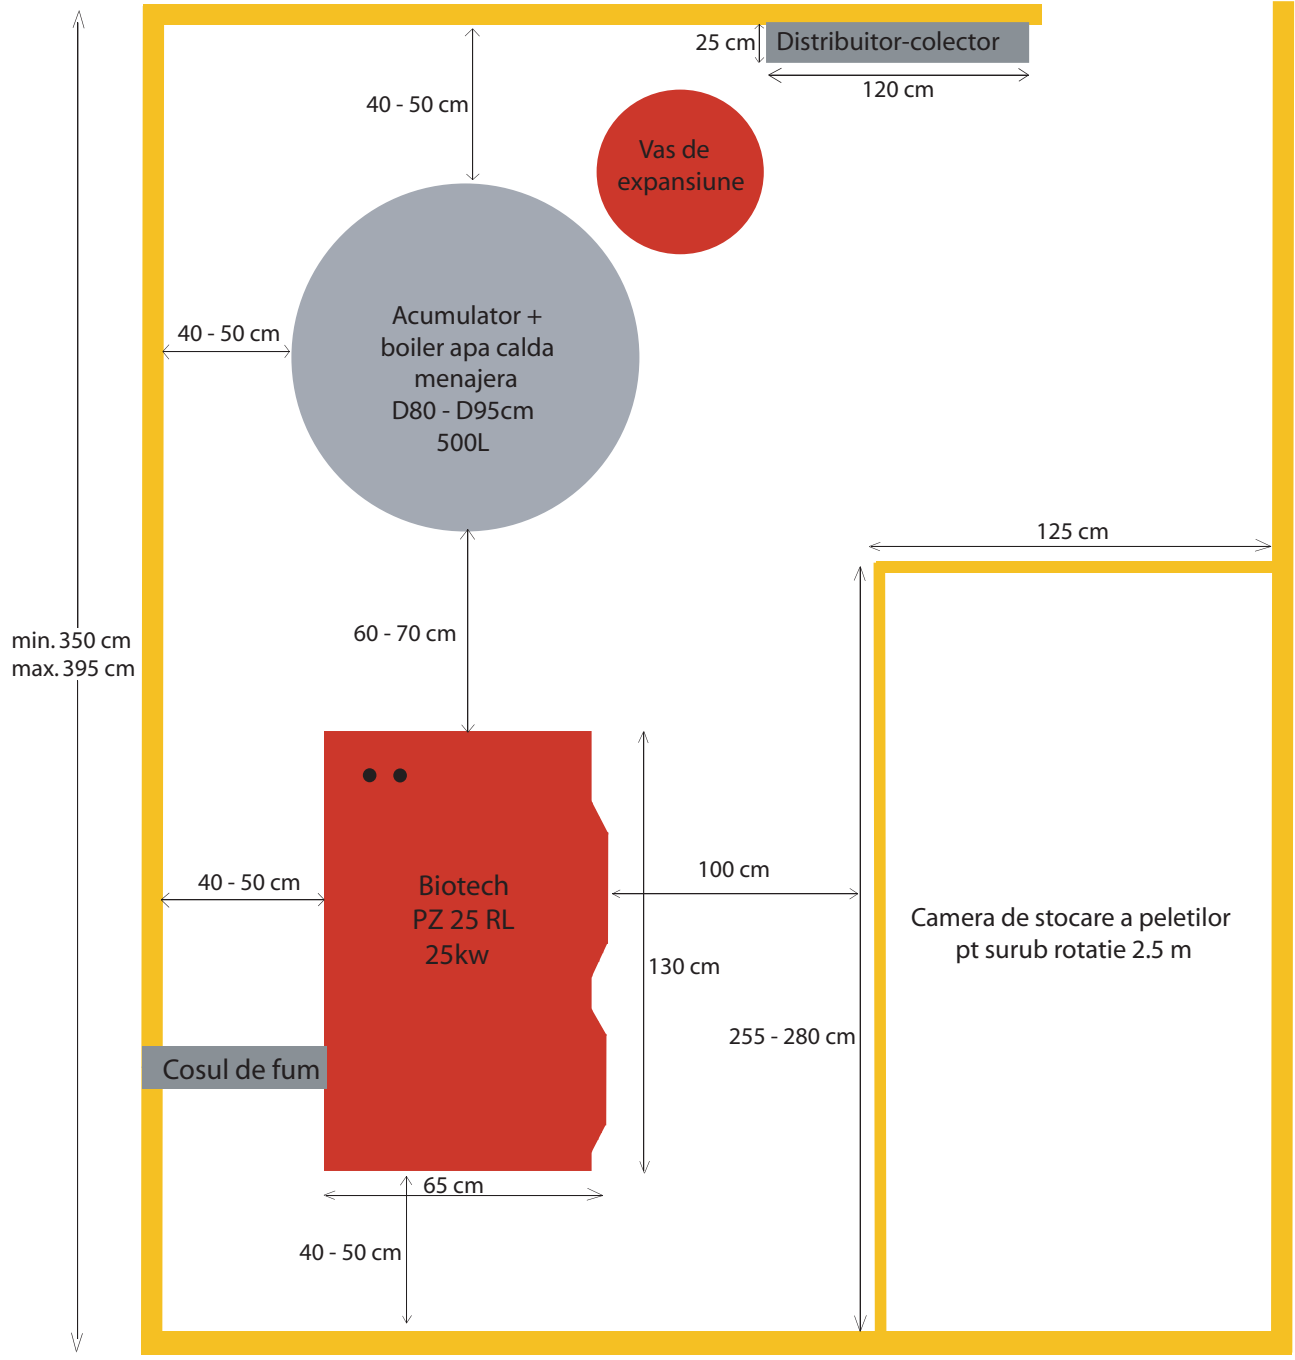 25 cm
Distribuitor-colector
120 cm
40 - 50 cm
Vas de
expansiune
40 - 50 cm
Acumulator +
boiler apa calda
menajera
D80 - D95cm
500L
125 cm
60 - 70 cm
min. 350 cm
max. 395 cm
40 - 50 cm
Biotech
PZ 25 RL
25kw
100 cm
Camera de stocare a peletilor
pt surub rotatie 2.5 m
130 cm
255 - 280 cm
Cosul de fum
65 cm
40 - 50 cm